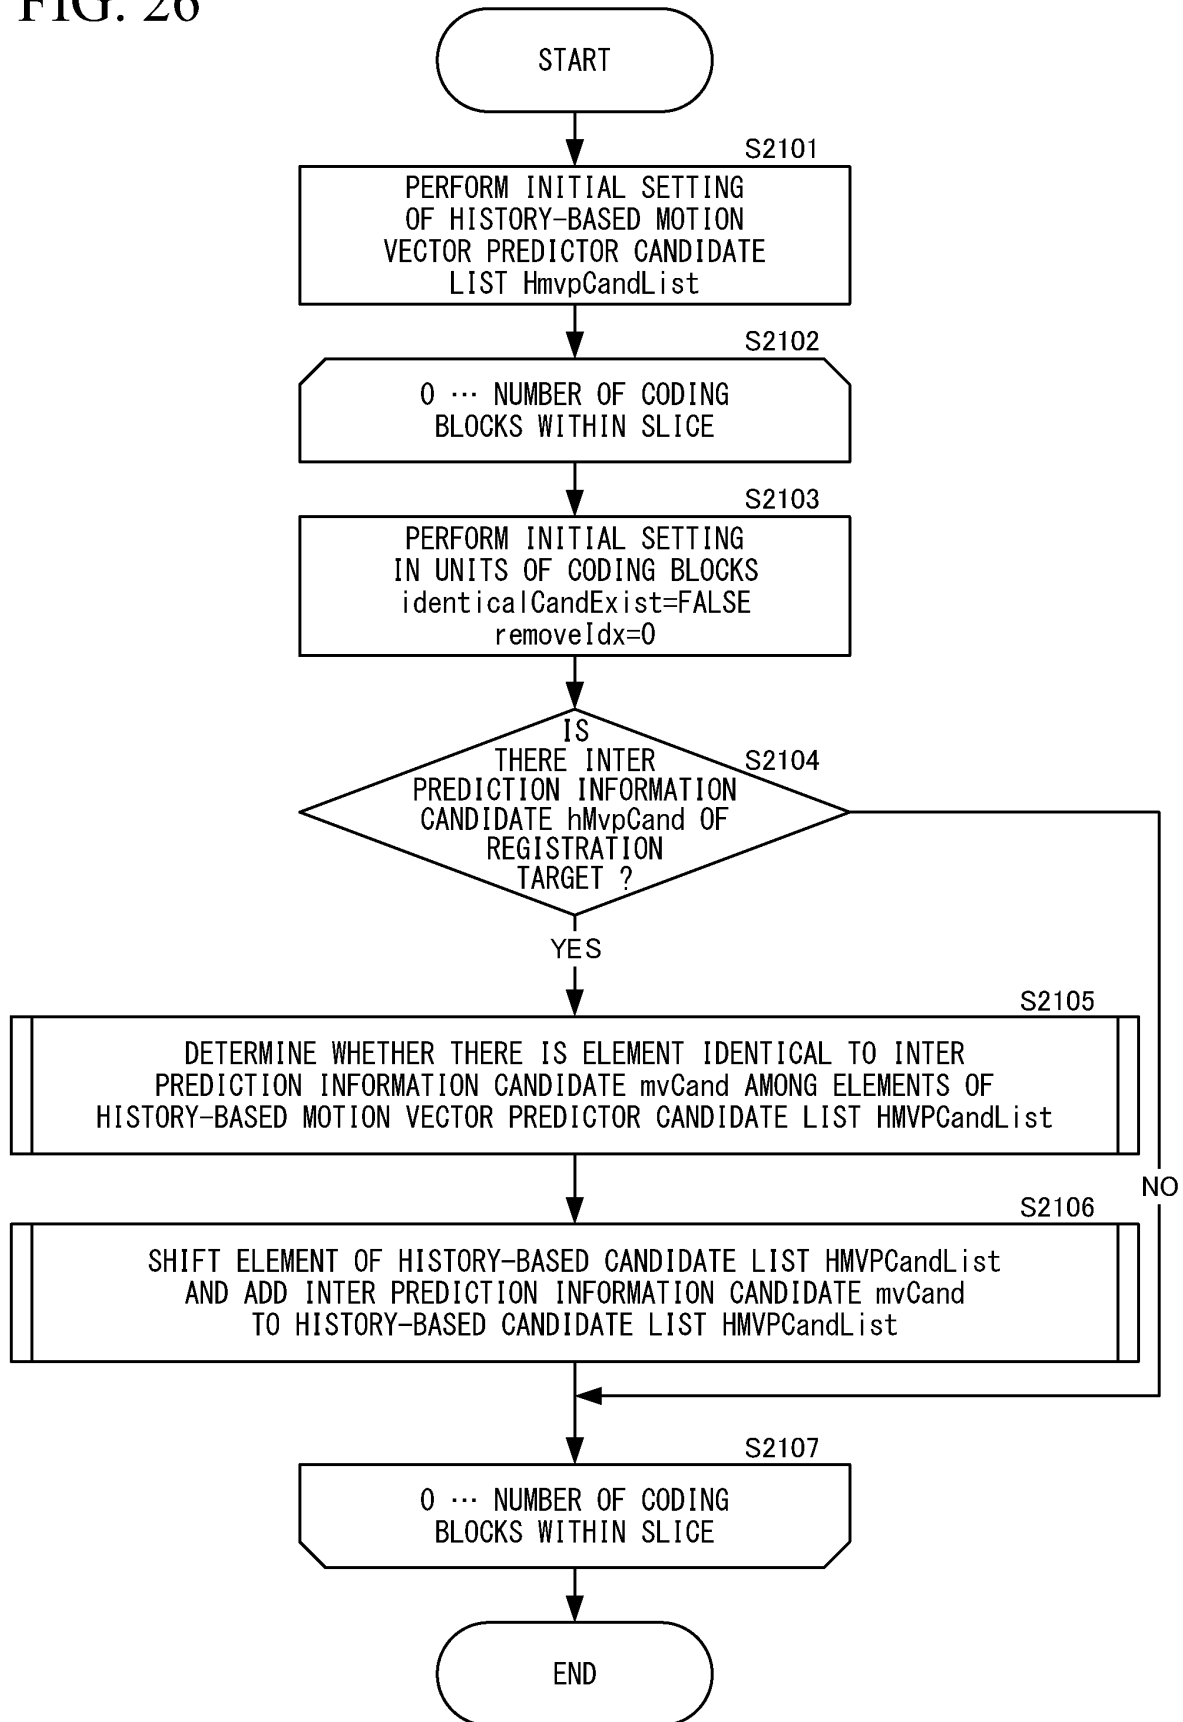 FIG. 26
START
S2101
PERFORM INITIAL SETTING
OF HISTORY-BASED MOTION
VECTOR PREDICTOR CANDIDATE
LIST HmvpCandList
S2102
0 ··· NUMBER OF CODING
BLOCKS WITHIN SLICE
S2103
PERFORM INITIAL SETTING
IN UNITS OF CODING BLOCKS
identicalCandExist=FALSE
removeIdx=0
S2104
IS
THERE INTER
PREDICTION INFORMATION
CANDIDATE hMvpCand OF
REGISTRATION
TARGET ?
YES
S2105
DETERMINE WHETHER THERE IS ELEMENT IDENTICAL TO INTER
PREDICTION INFORMATION CANDIDATE mvCand AMONG ELEMENTS OF
HISTORY-BASED MOTION VECTOR PREDICTOR CANDIDATE LIST HMVPCandList
NO
S2106
SHIFT ELEMENT OF HISTORY-BASED CANDIDATE LIST HMVPCandList
AND ADD INTER PREDICTION INFORMATION CANDIDATE mvCand
TO HISTORY-BASED CANDIDATE LIST HMVPCandList
S2107
0 ··· NUMBER OF CODING
BLOCKS WITHIN SLICE
END